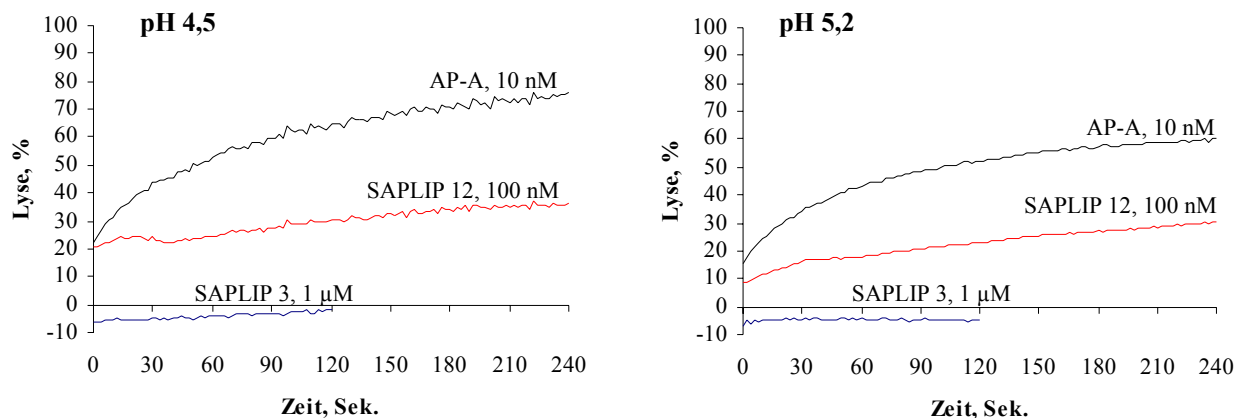 pH 4,5
100
90
80
70
60
50
40
30
20
10
0
-10
Lyse, %
AP-A, 10 nM
SAPLIP 12, 100 nM
SAPLIP 3, 1 µM
0 30 60 90 120 150 180 210 240
Zeit, Sek.
pH 5,2
100
90
80
70
60
50
40
30
20
10
0
-10
Lyse, %
AP-A, 10 nM
SAPLIP 12, 100 nM
SAPLIP 3, 1 µM
0 30 60 90 120 150 180 210 240
Zeit, Sek.